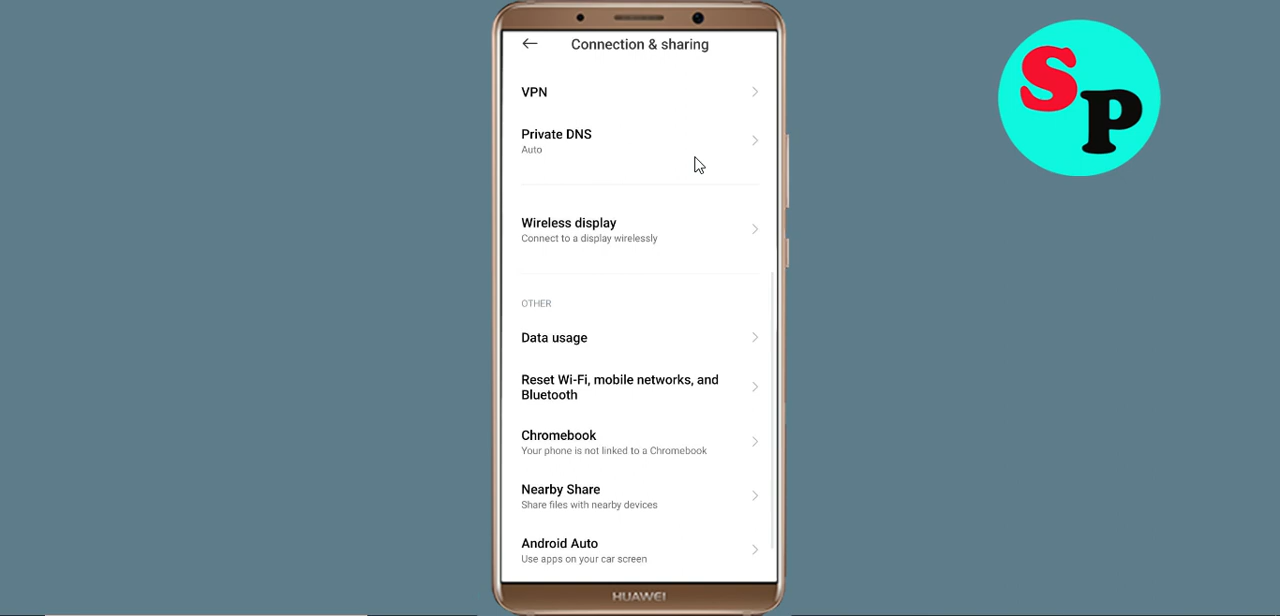 Connection & sharing
VPN
Private DNS
Auto
Wireless display
Connect to a display wirelessly
OTHER
Data usage
Reset Wi-Fi, mobile networks, and
Bluetooth
Chromebook
Your phone is not linked to a Chromebook
Nearby Share
Share files with nearby devices
Android Auto
Use apps on your car screen
HUAWEI
SP